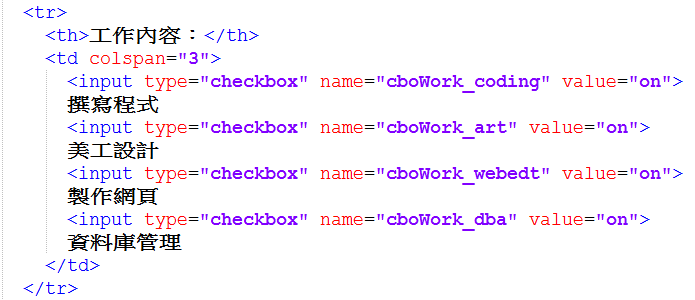 <tr>
<th>工作內容：</th>
<td colspan="3">
<input type="checkbox" name="cboWork_coding" value="on">
撰寫程式
<input type="checkbox" name="cboWork_art" value="on">
美工設計
<input type="checkbox" name="cboWork_webedt" value="on">
製作網頁
<input type="checkbox" name="cboWork_dba" value="on">
資料庫管理
</td>
</tr>